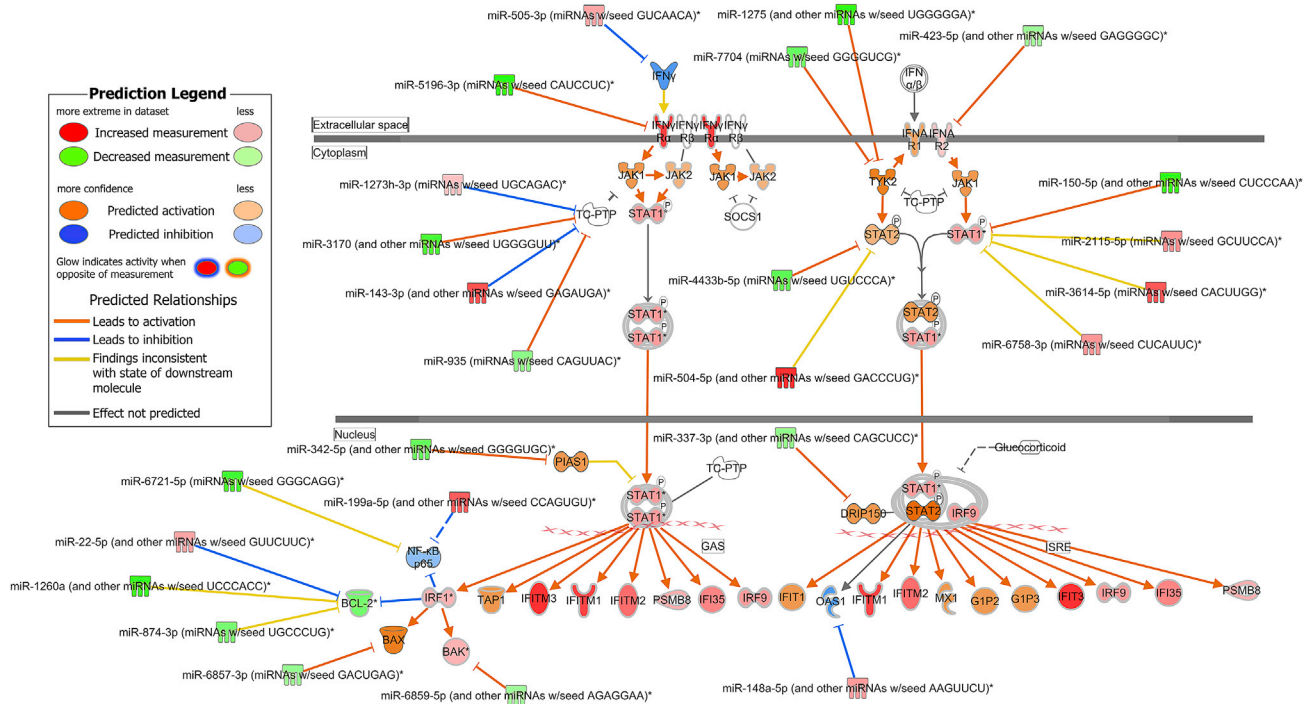 miR-505-3p (miRNAs w/seed GUCAACA)*
miR-1275 (and other miRNAs w/seed UGGGGGA)*
miR-423-5p (and other miRNAs w/seed GAGGGGC)*
miR-7704 (miRNAs w/seed GGGGUCG)*
miR-5196-3p (miRNAs w/seed CAUCCUC)*
IFNγ
IFN
α/β
Extracellular space
Cytoplasm
IFNγ
Rα
IFNγ
Rβ
IFNγ
Rα
IFNγ
Rβ
IFNA
R1
IFNA
R2
Prediction Legend
more extreme in dataset
less
Increased measurement
Decreased measurement
more confidence
less
Predicted activation
Predicted inhibition
Glow indicates activity when
opposite of measurement
Predicted Relationships
Leads to activation
Leads to inhibition
Findings inconsistent
with state of downstream
molecule
Effect not predicted
JAK1
JAK2
JAK1
JAK2
TYK2
JAK1
miR-1273h-3p (miRNAs w/seed UGCAGAC)*
miR-150-5p (and other miRNAs w/seed CUCCCAA)*
TC-PTP
P
STAT1*
SOCS1
TC-PTP
P
STAT2
P
STAT1*
miR-3170 (and other miRNAs w/seed UGGGGUU)*
miR-2115-5p (miRNAs w/seed GCUUCCA)*
miR-4433b-5p (miRNAs w/seed UGUCCCA)*
miR-143-3p (and other miRNAs w/seed GAGAUGA)*
miR-3614-5p (miRNAs w/seed CACUUGG)*
P
STAT1*
P
STAT1*
P
STAT2
P
STAT1*
miR-6758-3p (miRNAs w/seed CUCAUUC)*
miR-935 (miRNAs w/seed CAGUUAC)*
miR-504-5p (and other miRNAs w/seed GACCCUG)*
Nucleus
miR-337-3p (and other miRNAs w/seed CAGCUCC)*
miR-342-5p (and other miRNAs w/seed GGGGUGC)*
Glucocorticoid
PIAS1
TC-PTP
miR-6721-5p (and other miRNAs w/seed GGGCAGG)*
miR-199a-5p (and other miRNAs w/seed CCAGUGU)*
P
STAT1*
P
STAT1*
P
STAT1*
P
STAT2
IRF9
DRIP150
miR-22-5p (and other miRNAs w/seed GUUCUUC)*
NF-κB
p65
GAS
ISRE
miR-1260a (and other miRNAs w/seed UCCCACC)*
BCL-2*
IRF1*
TAP1
IFITM3
IFITM1
IFITM2
PSMB8
IFI35
IRF9
IFIT1
OAS1
IFITM1
IFITM2
MX1
G1P2
G1P3
IFIT3
IRF9
IFI35
PSMB8
miR-874-3p (miRNAs w/seed UGCCCUG)*
BAX
BAK*
miR-6857-3p (miRNAs w/seed GACUGAG)*
miR-6859-5p (and other miRNAs w/seed AGAGGAA)*
miR-148a-5p (and other miRNAs w/seed AAGUUCU)*